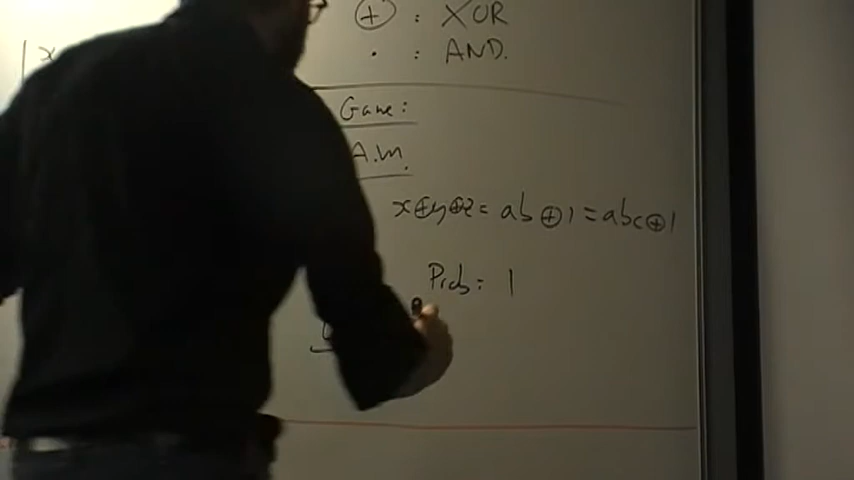 ⊕ : XOR
· : AND.
Game:
A.M.
x⊕y⊕z = ab⊕1 = abc⊕1
Prob: 1